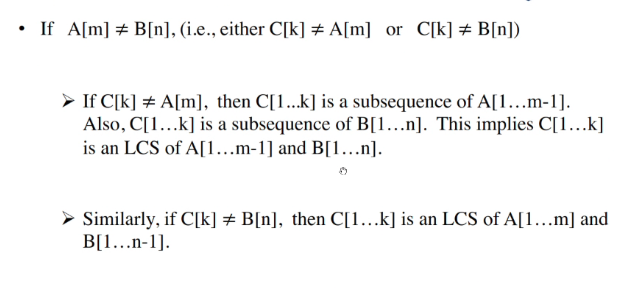 • If A[m] ≠ B[n], (i.e., either C[k] ≠ A[m] or C[k] ≠ B[n])
➢ If C[k] ≠ A[m], then C[1...k] is a subsequence of A[1…m-1].
Also, C[1…k] is a subsequence of B[1…n]. This implies C[1…k]
is an LCS of A[1…m-1] and B[1…n].
➢ Similarly, if C[k] ≠ B[n], then C[1…k] is an LCS of A[1…m] and
B[1…n-1].